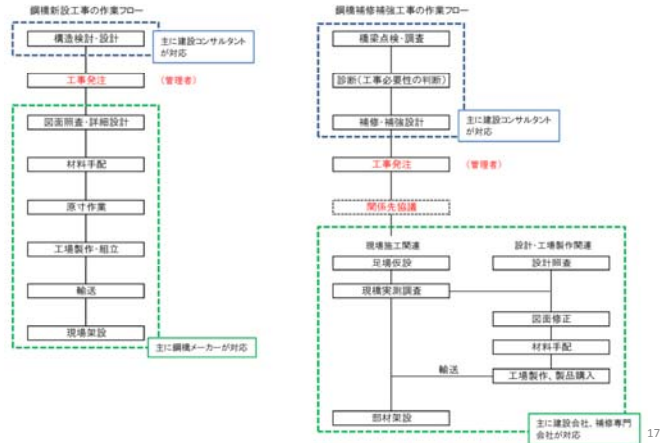 鋼橋新設工事の作業フロー
構造検討・設計
主に建設コンサルタント
が対応
工事発注
(管理者)
図面照査・詳細設計
材料手配
原寸作業
工場製作・組立
輸送
現場架設
主に鋼橋メーカーが対応
鋼橋補修補強工事の作業フロー
橋梁点検・調査
診断(工事必要性の判断)
補修・補強設計
主に建設コンサルタント
が対応
工事発注
(管理者)
関係先協議
現場施工関連
設計・工場製作関連
足場仮設
設計照査
現橋実測調査
図面修正
材料手配
輸送
工場製作、製品購入
部材架設
主に建設会社、補修専門
会社が対応
17